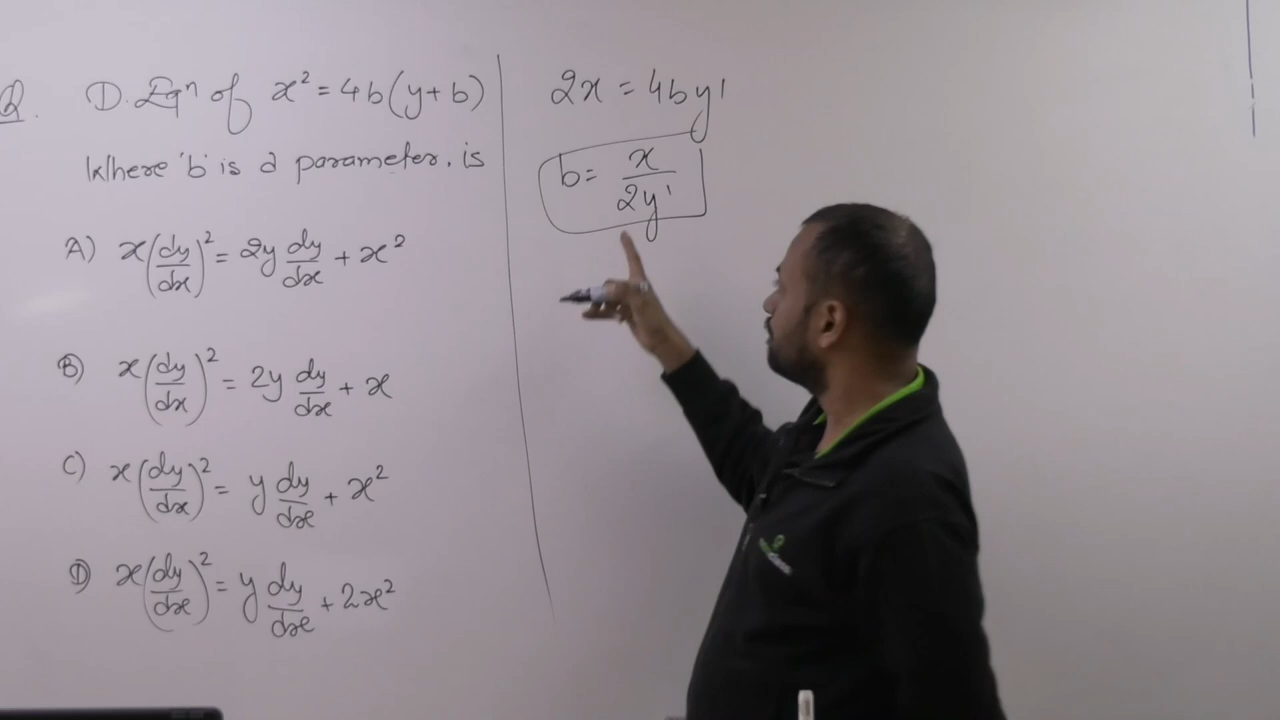 Q. D. Eqⁿ of x² = 4b(y+b)
Where 'b' is a parameter. is
A) x(dy/dx)² = 2y dy/dx + x²
B) x(dy/dx)² = 2y dy/dx + x
C) x(dy/dx)² = y dy/dx + x²
D) x(dy/dx)² = y dy/dx + 2x²
2x = 4by'
b = x/2y'